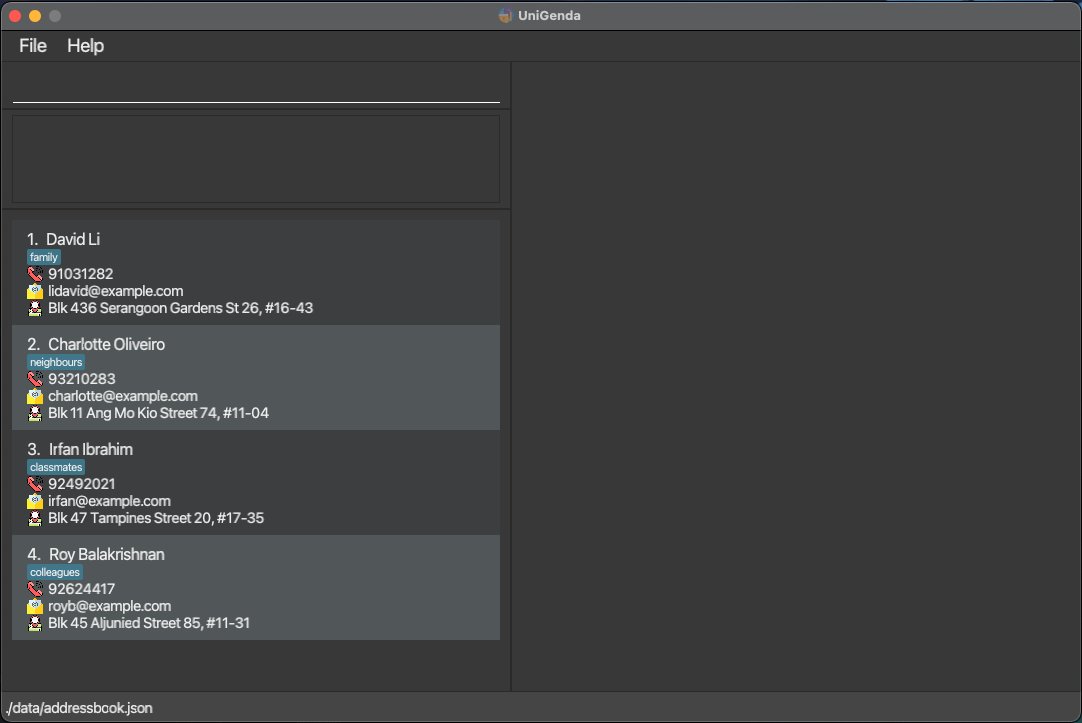 UniGenda
File Help
1. David Li
family
91031282
lidavid@example.com
Blk 436 Serangoon Gardens St 26, #16-43
2. Charlotte Oliveiro
neighbours
93210283
charlotte@example.com
Blk 11 Ang Mo Kio Street 74, #11-04
3. Irfan Ibrahim
classmates
92492021
irfan@example.com
Blk 47 Tampines Street 20, #17-35
4. Roy Balakrishnan
colleagues
92624417
royb@example.com
Blk 45 Aljunied Street 85, #11-31
./data/addressbook.json